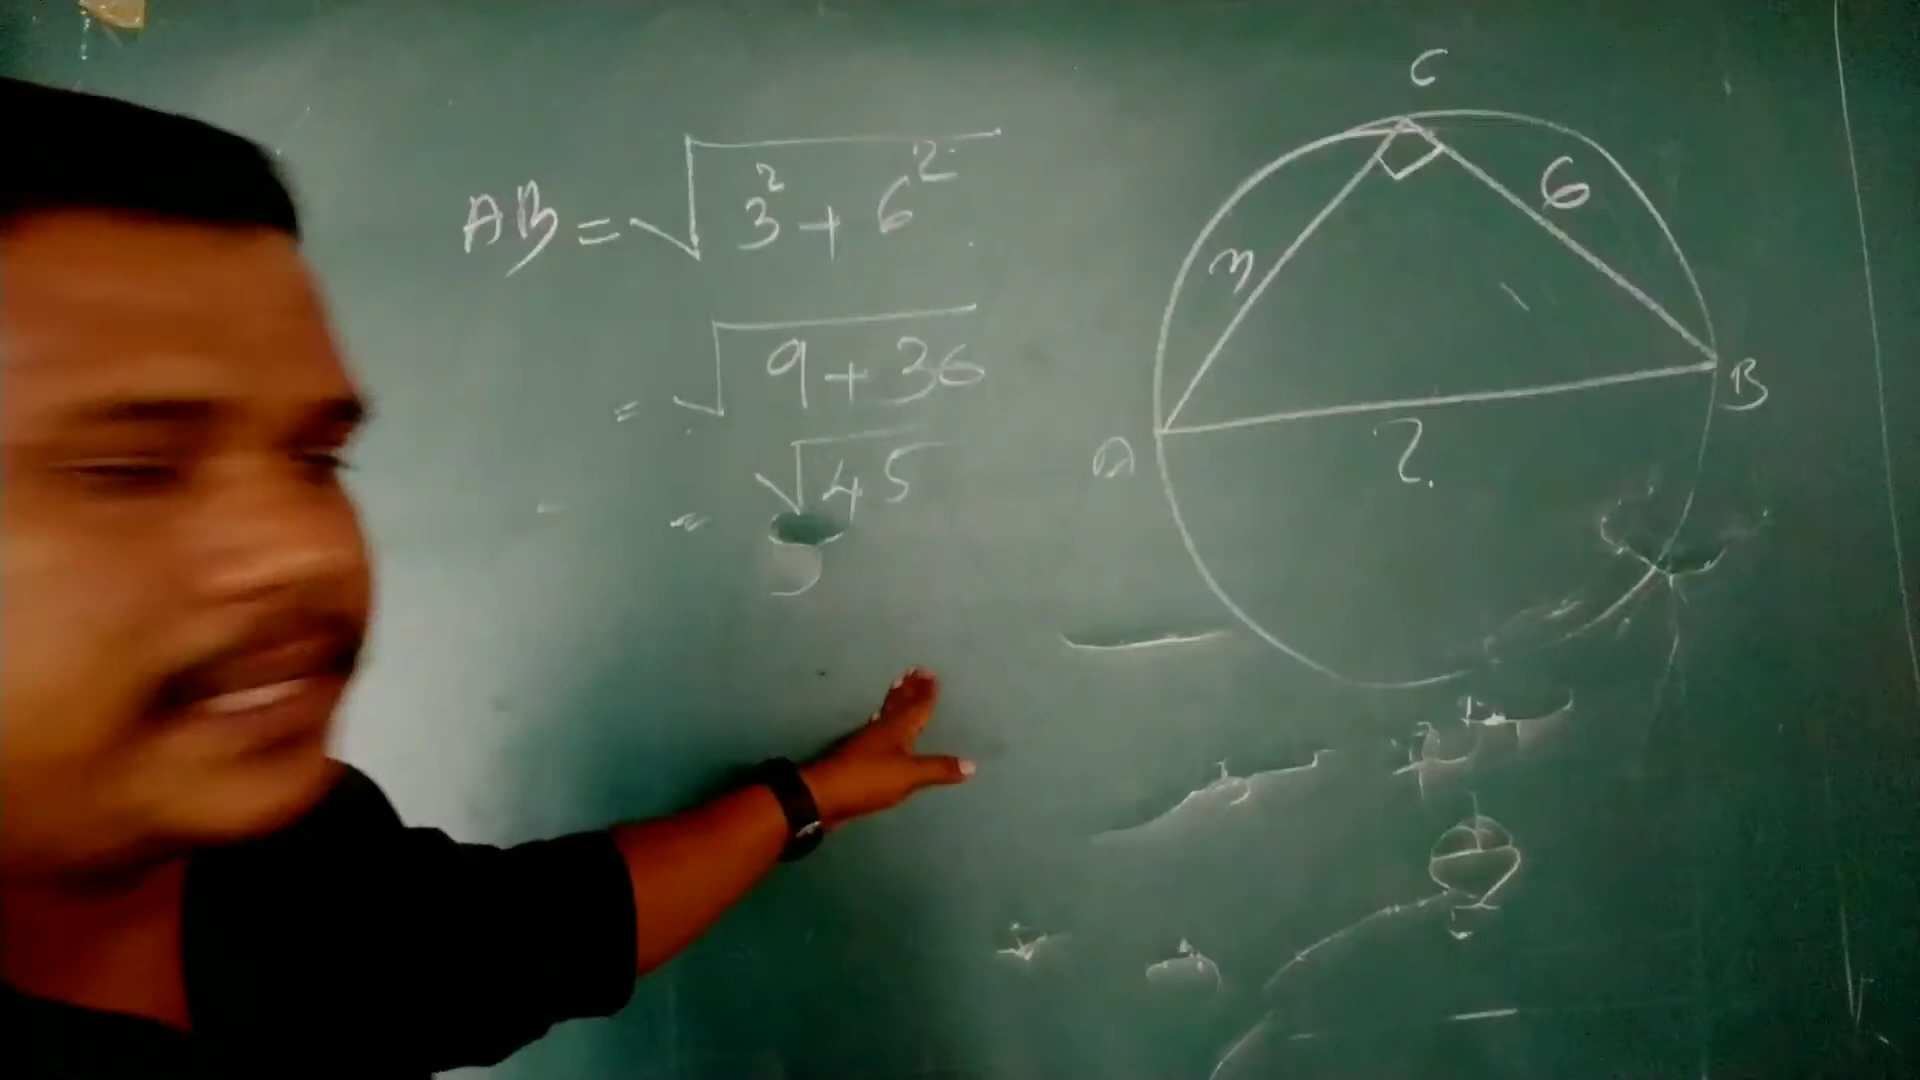 AB = √3² + 6²
= √9 + 36
= √45
C
3
6
A
B
?